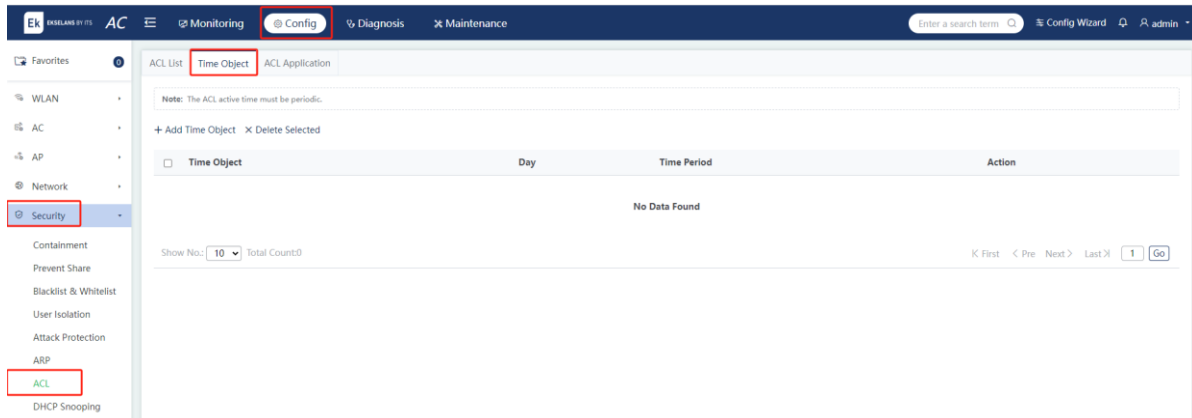 Ek EKSELANS BY ITS AC Monitoring Config Diagnosis Maintenance Enter a search term Config Wizard admin
Favorites 0
ACL List Time Object ACL Application
WLAN
Note: The ACL active time must be periodic.
AC
+ Add Time Object X Delete Selected
AP
Time Object Day Time Period Action
Network
No Data Found
Security
Containment
Show No.: 10 Total Count:0 First Pre Next Last 1 Go
Prevent Share
Blacklist & Whitelist
User Isolation
Attack Protection
ARP
ACL
DHCP Snooping